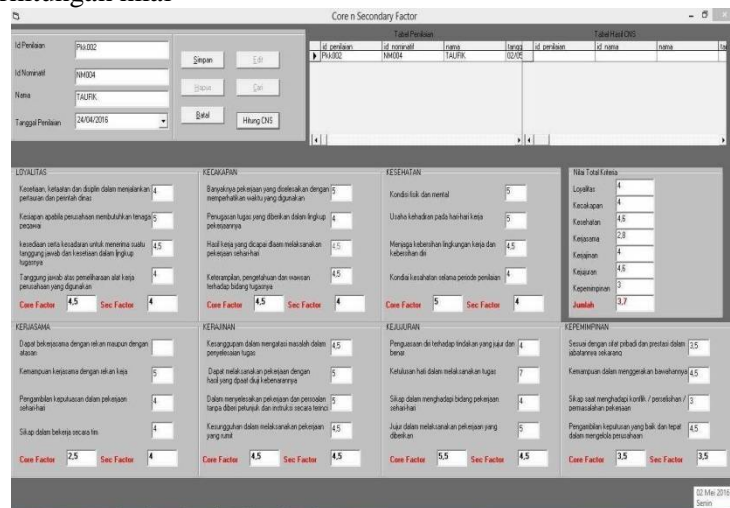 Core n Secondary Factor
Id Penilaian Pkk002
Id Nominatif NM004
Nama TAUFIK
Tanggal Penilaian 24/04/2016
Simpan Edit
Hapus Cari
Batal Hitung CNS
Tabel Penilaian
id_penilaian id_nominatif nama tangg
Pkk002 NM004 TAUFIK 02/05
Tabel Hasil CNS
id_penilaian id_nama nama tal
LOYALITAS
Kesetiaan, ketaatan dan disiplin dalam menjalankan 4
peraturan dan perintah dinas
Kesiapan apabila perusahaan membutuhkan tenaga 5
pegawai
kesediaan serta kesadaran untuk menerima suatu 4,5
tanggung jawab dan kesetiaan dalam lingkup
tugasnya
Tanggung jawab atas pemeliharaan alat kerja 4
perusahaan yang digunakan
Core Factor 4,5 Sec Factor 4
KECAKAPAN
Banyaknya pekerjaan yang diselesaikan dengan 5
memperhatikan waktu yang digunakan
Penugasan tugas yang diberikan dalam lingkup 4
pekerjaannya
Hasil kerja yang dicapai dlaam melaksanakan 4,5
pekerjaan sehari-hari
Keterampilan, pengetahuan dan wawasan 4,5
terhadap bidang tugasnya
Core Factor 4,5 Sec Factor 4
KESEHATAN
Kondisi fisik dan mental 5
Usaha kehadiran pada hari-hari kerja 5
Menjaga kebersihan lingkungan kerja dan 4,5
kebersihan diri
Kondisi kesahatan selama periode penilaian 4
Core Factor 5 Sec Factor 4
Nilai Total Kriteria
Loyalitas 4
Kecakapan 4
Kesehatan 4,6
Kerjasama 2,8
Kerajinan 4
Kejujuran 4,6
Kepemimpinan 3
Jumlah 3,7
KERJASAMA
Dapat bekerjasama dengan rekan maupun dengan
atasan
Kemampuan kerjasama dengan rekan kerja 5
Pengambilan keputuasan dalam pekerjaan 4
sehari-hari
Sikap dalam bekerja secara tim 4
Core Factor 2,5 Sec Factor 4
KERAJINAN
Kesanggupan dalam mengatasi masalah dalam 4,5
penyelesaian tugas
Dapat melaksanakan pekerjaan dengan 5
hasil yang dpaat diuji kebenarannya
Dalam menyelesakan pekerjaan dan persoalan 5
tanpa diberi petunjuk dan instruksi secara terinci
Kesungguhan dalam melaksanakan pekerjaan 4,5
yang rumit
Core Factor 4,5 Sec Factor 4,5
KEJUJURAN
Penguasaan diri terhadap tindakan yang jujur dan 4
benar
Ketulusan hati dalam melaksanakan tugas 7
Sikap dalam menghadapi bidang pekerjaan 4
sehari-hari
Jujur dalam melaksanakan pekerjaan yang 5
diberikan
Core Factor 5,5 Sec Factor 4,5
KEPEMIMPINAN
Sesuai dengan sifat pribadi dan prestasi dalam 3,5
jabatannya sekarang
Kemampuan dalam menggerakan bawahannya 4,5
Sikap saat menghadapi konflik / perselisihan / 3
permasalahan pekerjaan
Pengambilan keputusan yang baik dan tepat 4,5
dalam mengelola perusahaan
Core Factor 3,5 Sec Factor 3,5
02 Mei 2016
Senin